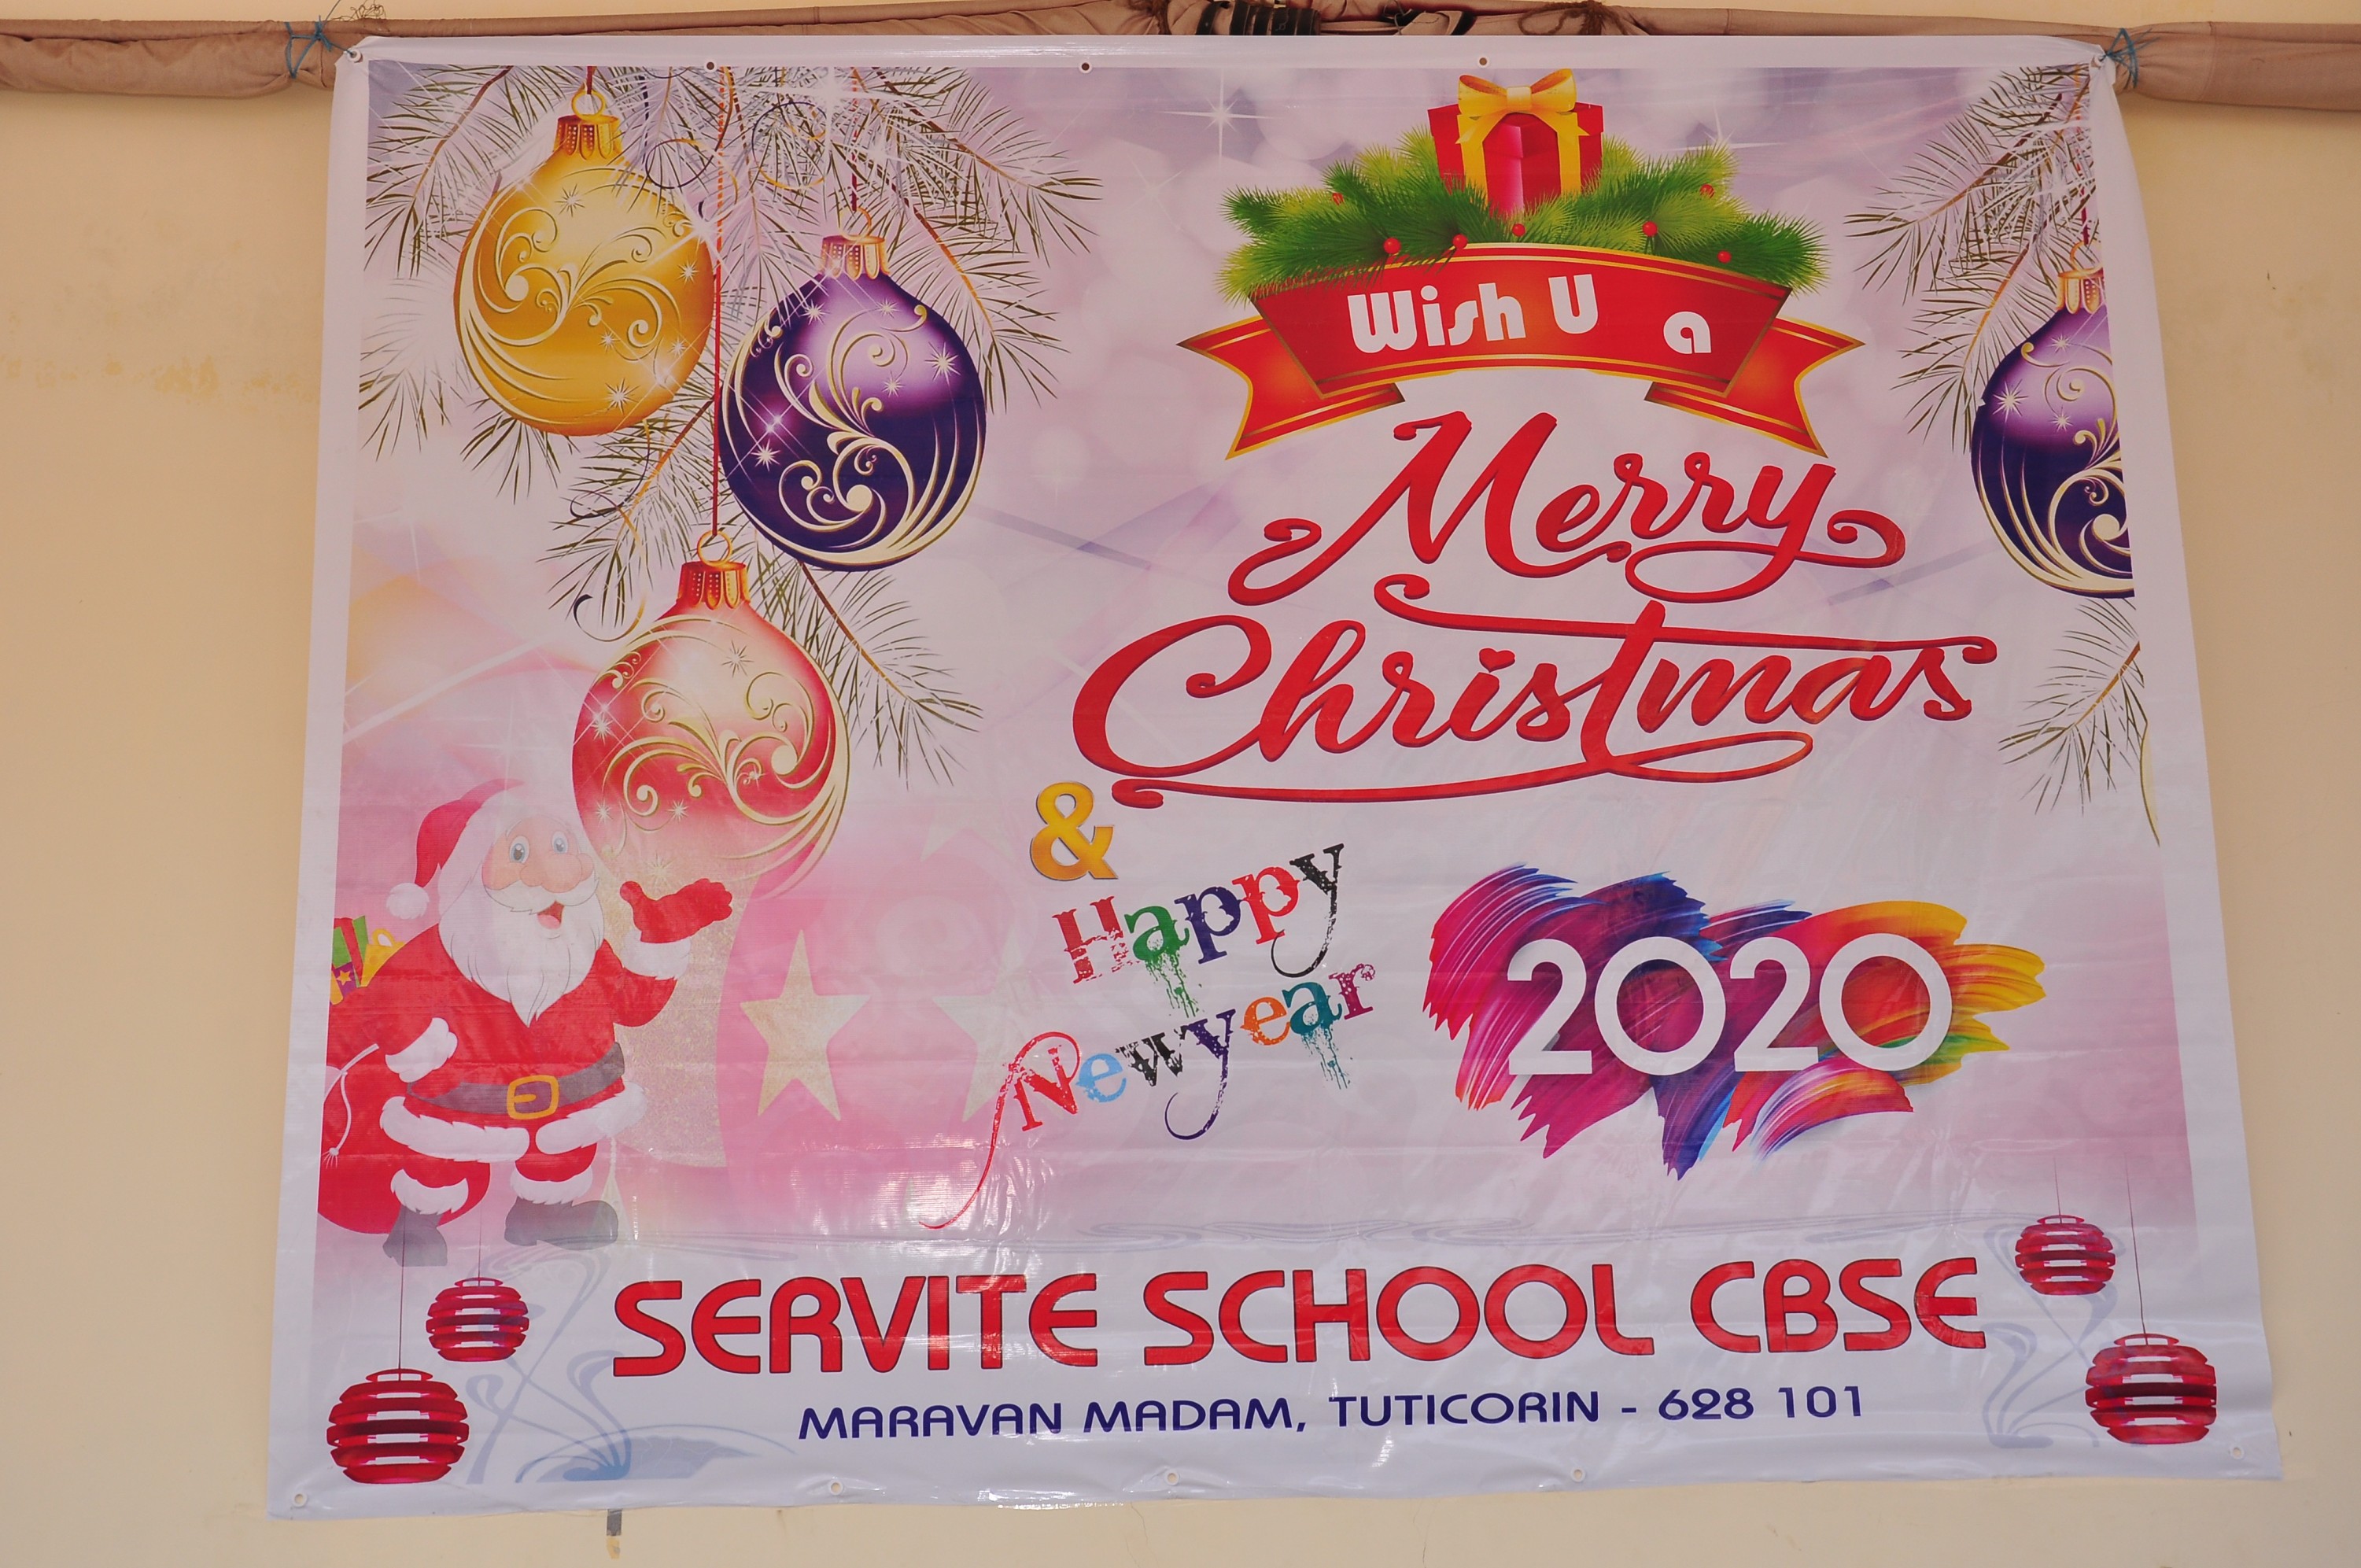 Wish U a
Merry
Christmas
&
Happy
Newyear
2020
SERVITE SCHOOL CBSE
MARAVAN MADAM, TUTICORIN - 628 101